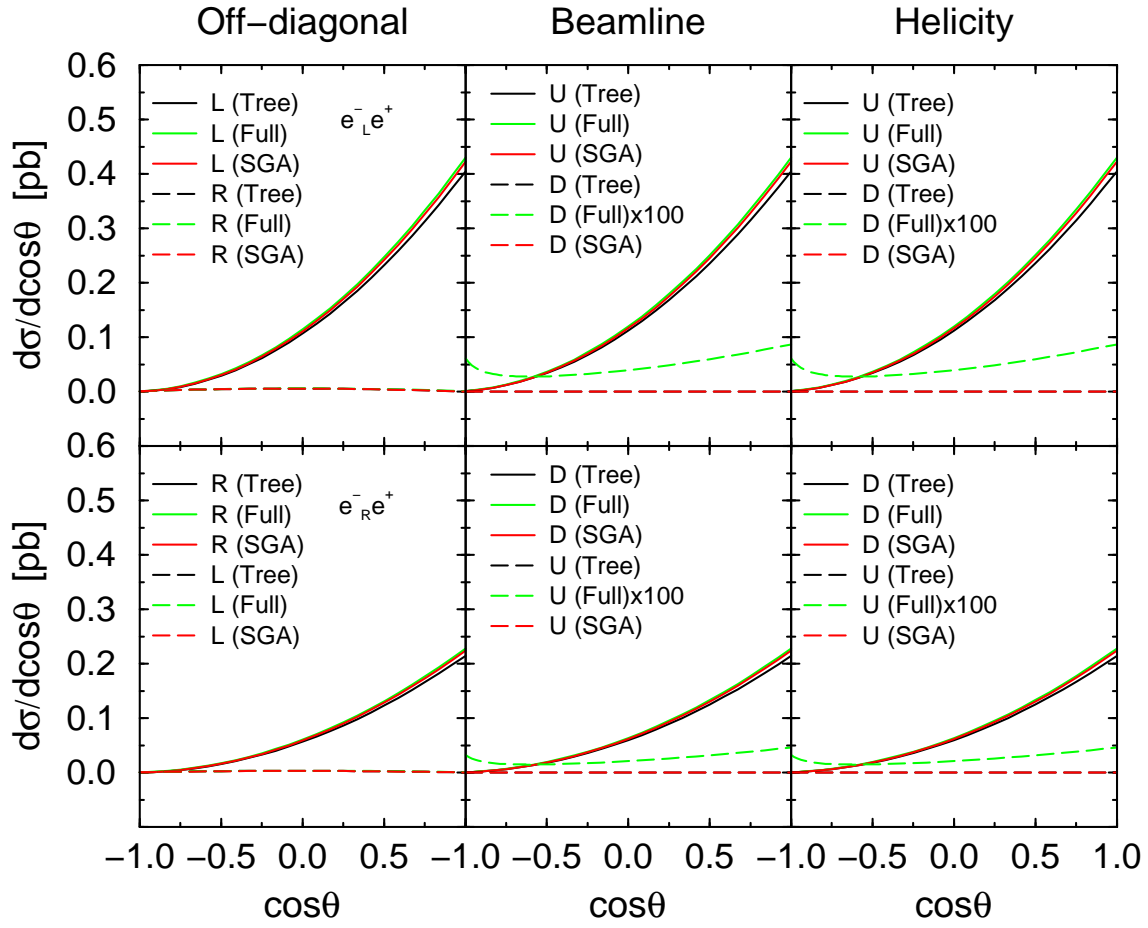 Off−diagonal Beamline Helicity
dσ/dcosθ [pb]
0.6
0.5
0.4
0.3
0.2
0.1
0.0
L (Tree)
L (Full)
L (SGA)
R (Tree)
R (Full)
R (SGA)
e⁻_L e⁺
U (Tree)
U (Full)
U (SGA)
D (Tree)
D (Full)x100
D (SGA)
U (Tree)
U (Full)
U (SGA)
D (Tree)
D (Full)x100
D (SGA)
dσ/dcosθ [pb]
0.6
0.5
0.4
0.3
0.2
0.1
0.0
R (Tree)
R (Full)
R (SGA)
L (Tree)
L (Full)
L (SGA)
e⁻_R e⁺
D (Tree)
D (Full)
D (SGA)
U (Tree)
U (Full)x100
U (SGA)
D (Tree)
D (Full)
D (SGA)
U (Tree)
U (Full)x100
U (SGA)
−1.0 −0.5 0.0 0.5 −1.0 −0.5 0.0 0.5 −1.0 −0.5 0.0 0.5 1.0
cosθ cosθ cosθ